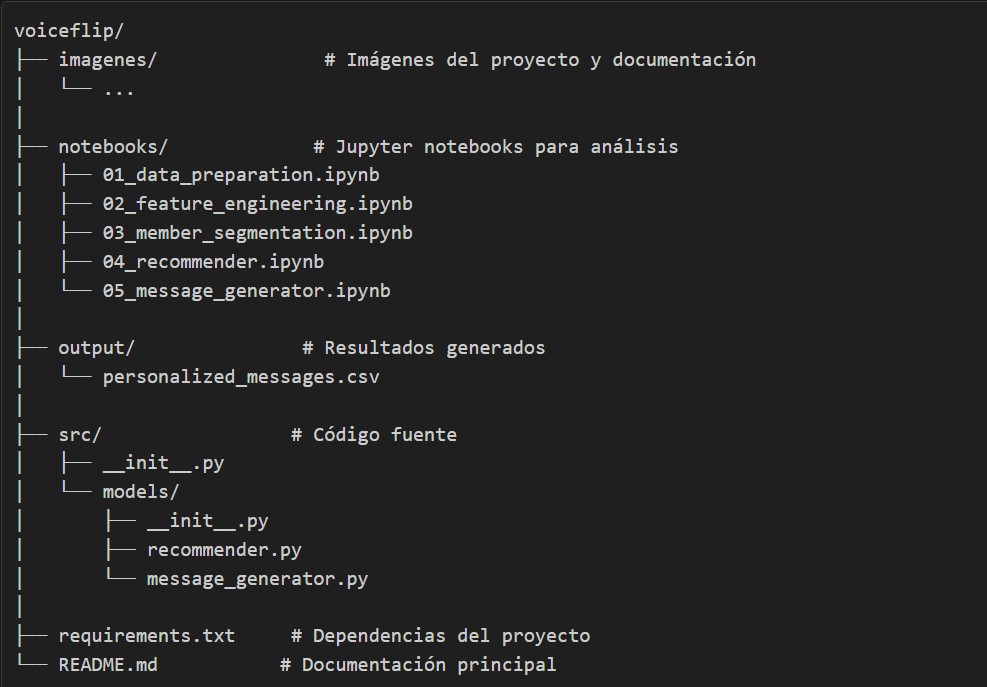 voiceflip/
├── imagenes/               # Imágenes del proyecto y documentación
│   └── ...
│
├── notebooks/             # Jupyter notebooks para análisis
│   ├── 01_data_preparation.ipynb
│   ├── 02_feature_engineering.ipynb
│   ├── 03_member_segmentation.ipynb
│   ├── 04_recommender.ipynb
│   └── 05_message_generator.ipynb
│
├── output/               # Resultados generados
│   └── personalized_messages.csv
│
├── src/                 # Código fuente
│   ├── __init__.py
│   └── models/
│       ├── __init__.py
│       ├── recommender.py
│       └── message_generator.py
│
├── requirements.txt     # Dependencias del proyecto
└── README.md           # Documentación principal